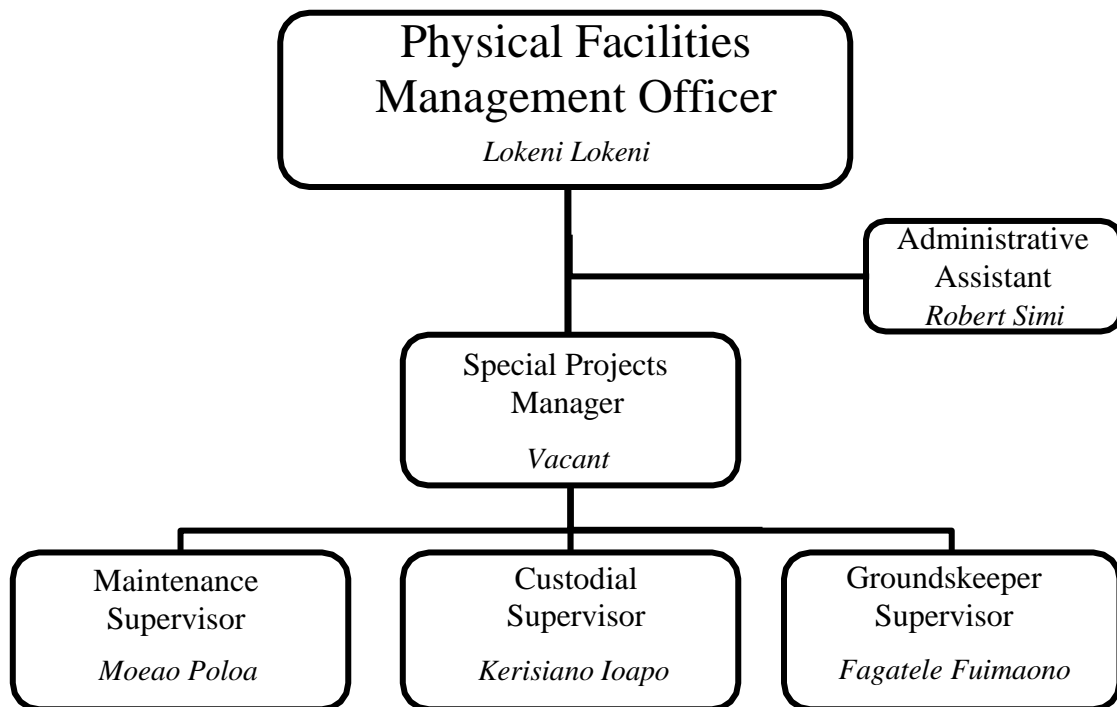 Physical Facilities
Management Officer
Lokeni Lokeni
Administrative
Assistant
Robert Simi
Special Projects
Manager
Vacant
Maintenance
Supervisor
Moeao Poloa
Custodial
Supervisor
Kerisiano Ioapo
Groundskeeper
Supervisor
Fagatele Fuimaono